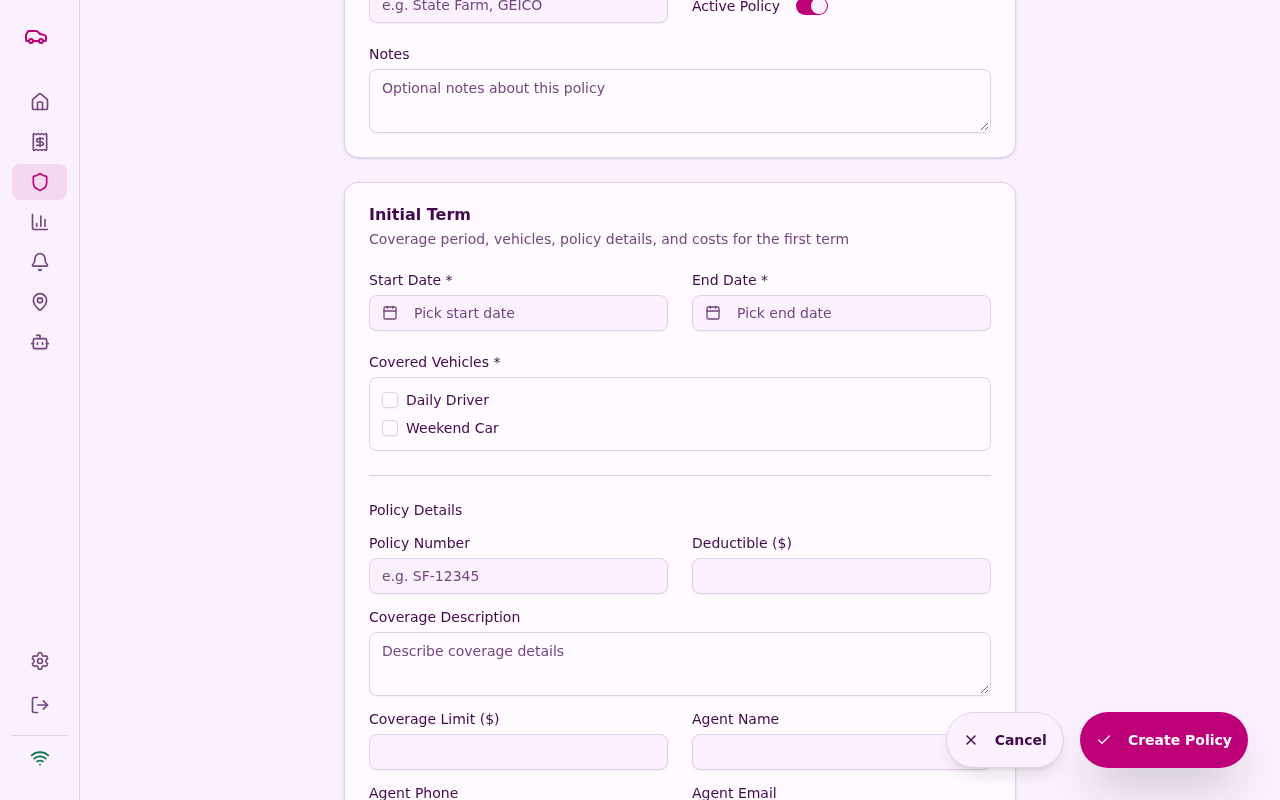 e.g. State Farm, GEICO
Active Policy
Notes
Optional notes about this policy
Initial Term
Coverage period, vehicles, policy details, and costs for the first term
Start Date *
End Date *
Pick start date
Pick end date
Covered Vehicles *
Daily Driver
Weekend Car
Policy Details
Policy Number
Deductible ($)
e.g. SF-12345
Coverage Description
Describe coverage details
Coverage Limit ($)
Agent Name
Cancel
Create Policy
Agent Phone
Agent Email